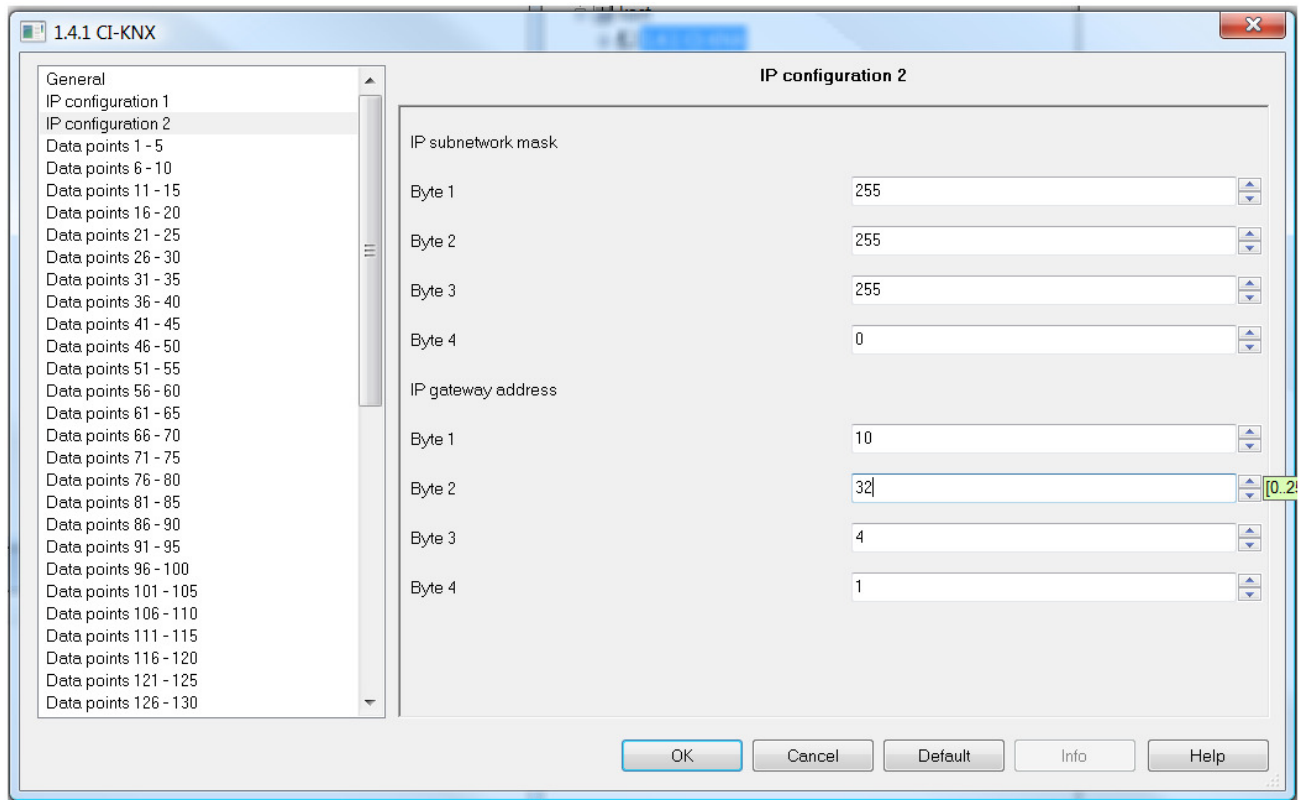 1.4.1 CI-KNX
General
IP configuration 1
IP configuration 2
Data points 1 - 5
Data points 6 - 10
Data points 11 - 15
Data points 16 - 20
Data points 21 - 25
Data points 26 - 30
Data points 31 - 35
Data points 36 - 40
Data points 41 - 45
Data points 46 - 50
Data points 51 - 55
Data points 56 - 60
Data points 61 - 65
Data points 66 - 70
Data points 71 - 75
Data points 76 - 80
Data points 81 - 85
Data points 86 - 90
Data points 91 - 95
Data points 96 - 100
Data points 101 - 105
Data points 106 - 110
Data points 111 - 115
Data points 116 - 120
Data points 121 - 125
Data points 126 - 130
IP configuration 2
IP subnetwork mask
Byte 1 255
Byte 2 255
Byte 3 255
Byte 4 0
IP gateway address
Byte 1 10
Byte 2 32 [0..2
Byte 3 4
Byte 4 1
OK Cancel Default Info Help